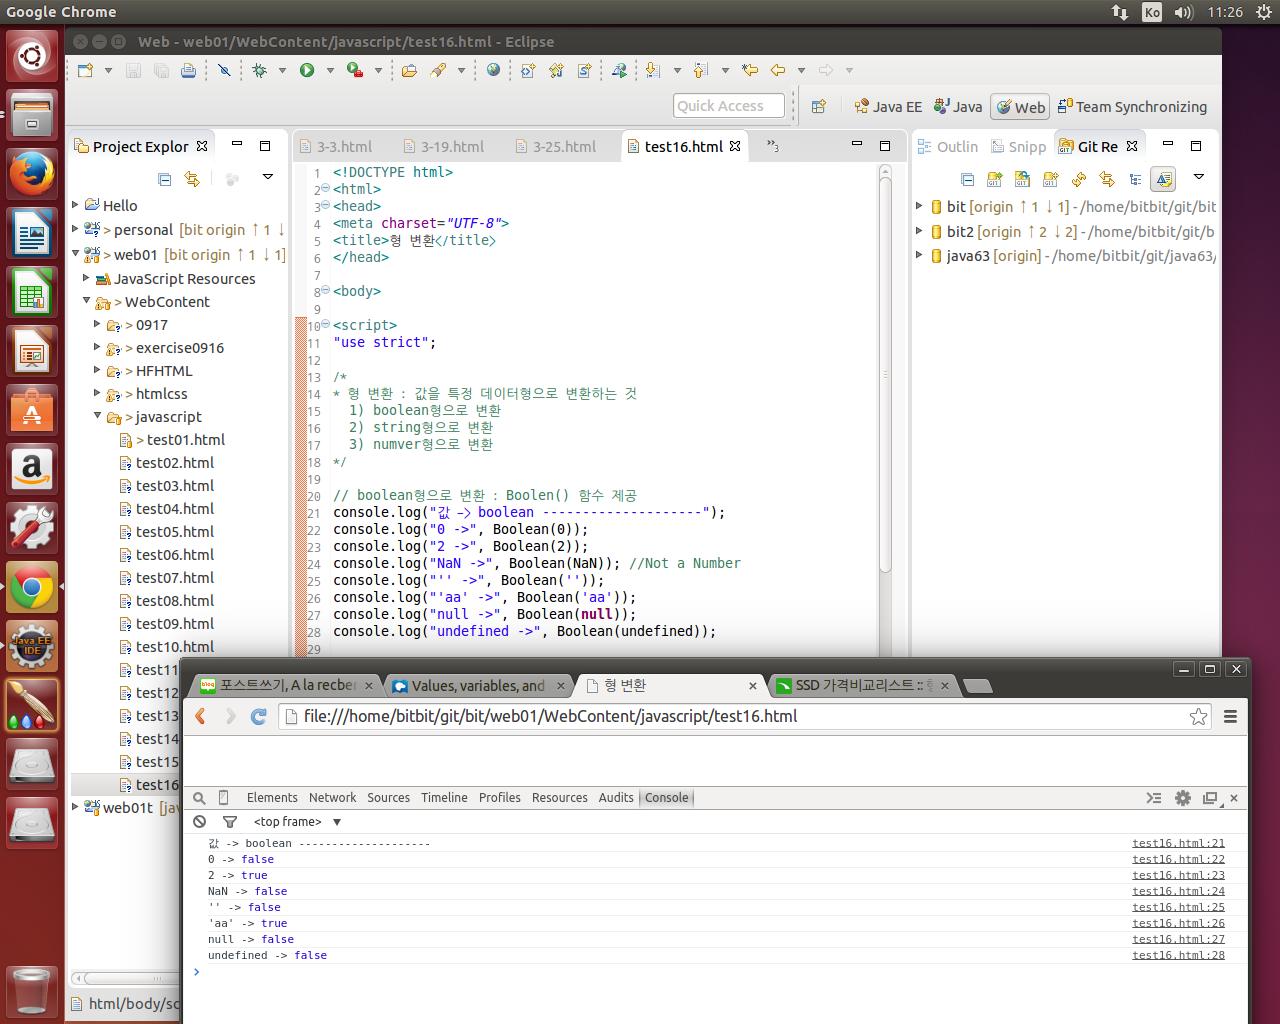 Google Chrome
Ko
11:26
Web - web01/WebContent/javascript/test16.html - Eclipse
Quick Access
Java EE
Java
Web
Team Synchronizing
Project Explor
3-3.html
3-19.html
3-25.html
test16.html
»3
Outlin
Snipp
Git Re
Hello
> personal [bit origin ↑1 ↓
> web01 [bit origin ↑1 ↓1]
JavaScript Resources
> WebContent
> 0917
> exercise0916
> HFHTML
> htmlcss
> javascript
> test01.html
test02.html
test03.html
test04.html
test05.html
test06.html
test07.html
test08.html
test09.html
test10.html
test11
test12
test13
test14
test15
test16
web01t [jav
html/body/sc
1 <!DOCTYPE html>
2 <html>
3 <head>
4 <meta charset="UTF-8">
5 <title>형 변환</title>
6 </head>
7
8 <body>
9
10 <script>
11 "use strict";
12
13 /*
14 * 형 변환 : 값을 특정 데이터형으로 변환하는 것
15 1) boolean형으로 변환
16 2) string형으로 변환
17 3) numver형으로 변환
18 */
19
20 // boolean형으로 변환 : Boolen() 함수 제공
21 console.log("값 -> boolean --------------------");
22 console.log("0 ->", Boolean(0));
23 console.log("2 ->", Boolean(2));
24 console.log("NaN ->", Boolean(NaN)); //Not a Number
25 console.log("'' ->", Boolean(''));
26 console.log("'aa' ->", Boolean('aa'));
27 console.log("null ->", Boolean(null));
28 console.log("undefined ->", Boolean(undefined));
29
bit [origin ↑1 ↓1] - /home/bitbit/git/bit
bit2 [origin ↑2 ↓2] - /home/bitbit/git/b
java63 [origin] - /home/bitbit/git/java63/
Java EE
IDE
blog
포스트쓰기, A la recber
Values, variables, and
형 변환
SSD 가격비교리스트 ::
file:///home/bitbit/git/bit/web01/WebContent/javascript/test16.html
Elements Network Sources Timeline Profiles Resources Audits Console
<top frame> ▼
값 -> boolean -------------------- test16.html:21
0 -> false test16.html:22
2 -> true test16.html:23
NaN -> false test16.html:24
'' -> false test16.html:25
'aa' -> true test16.html:26
null -> false test16.html:27
undefined -> false test16.html:28
>